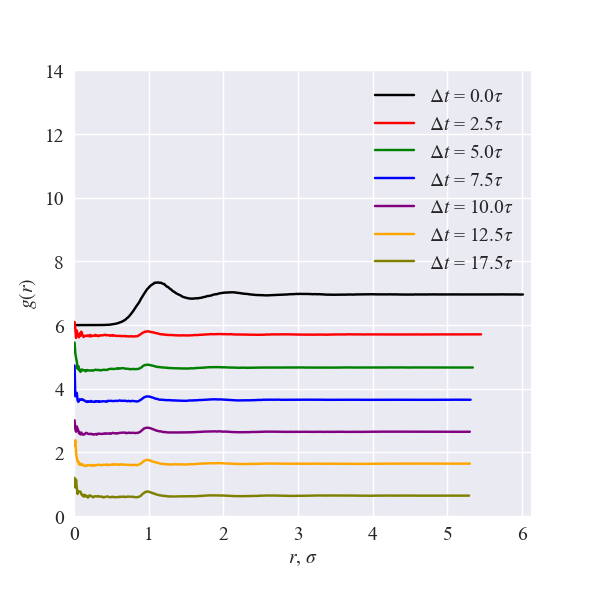 14
12
10
8
6
4
2
0
g(r)
Δt = 0.0τ
Δt = 2.5τ
Δt = 5.0τ
Δt = 7.5τ
Δt = 10.0τ
Δt = 12.5τ
Δt = 17.5τ
0 1 2 3 4 5 6
r, σ